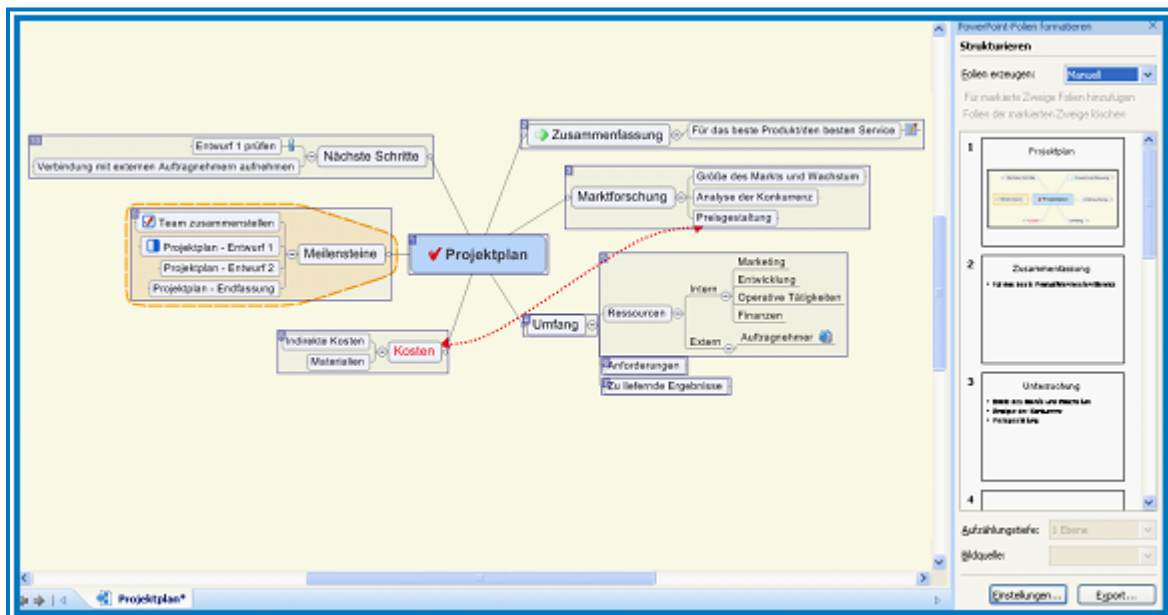 Projektplan
Zusammenfassung
Für das beste Produkt/den besten Service
Marktforschung
Größe des Markts und Wachstum
Analyse der Konkurrenz
Preisgestaltung
Umfang
Ressourcen
Intern
Marketing
Entwicklung
Operative Tätigkeiten
Finanzen
Extern
Auftragnehmer
Anforderungen
Zu liefernde Ergebnisse
Nächste Schritte
Entwurf 1 prüfen
Verbindung mit externen Auftragnehmern aufnehmen
Meilensteine
Team zusammenstellen
Projektplan - Entwurf 1
Projektplan - Entwurf 2
Projektplan - Endfassung
Kosten
Indirekte Kosten
Materialien
Projektplan*
PowerPoint-Folien formatieren
Strukturieren
Folien erzeugen: Manuell
Für markierte Zweige Folien hinzufügen
Folien der markierten Zweige löschen
1
Projektplan
2
Zusammenfassung
3
Untersuchung
4
Aufzählungstiefe: 1 Ebene
Bildquelle:
Einstellungen... Export...